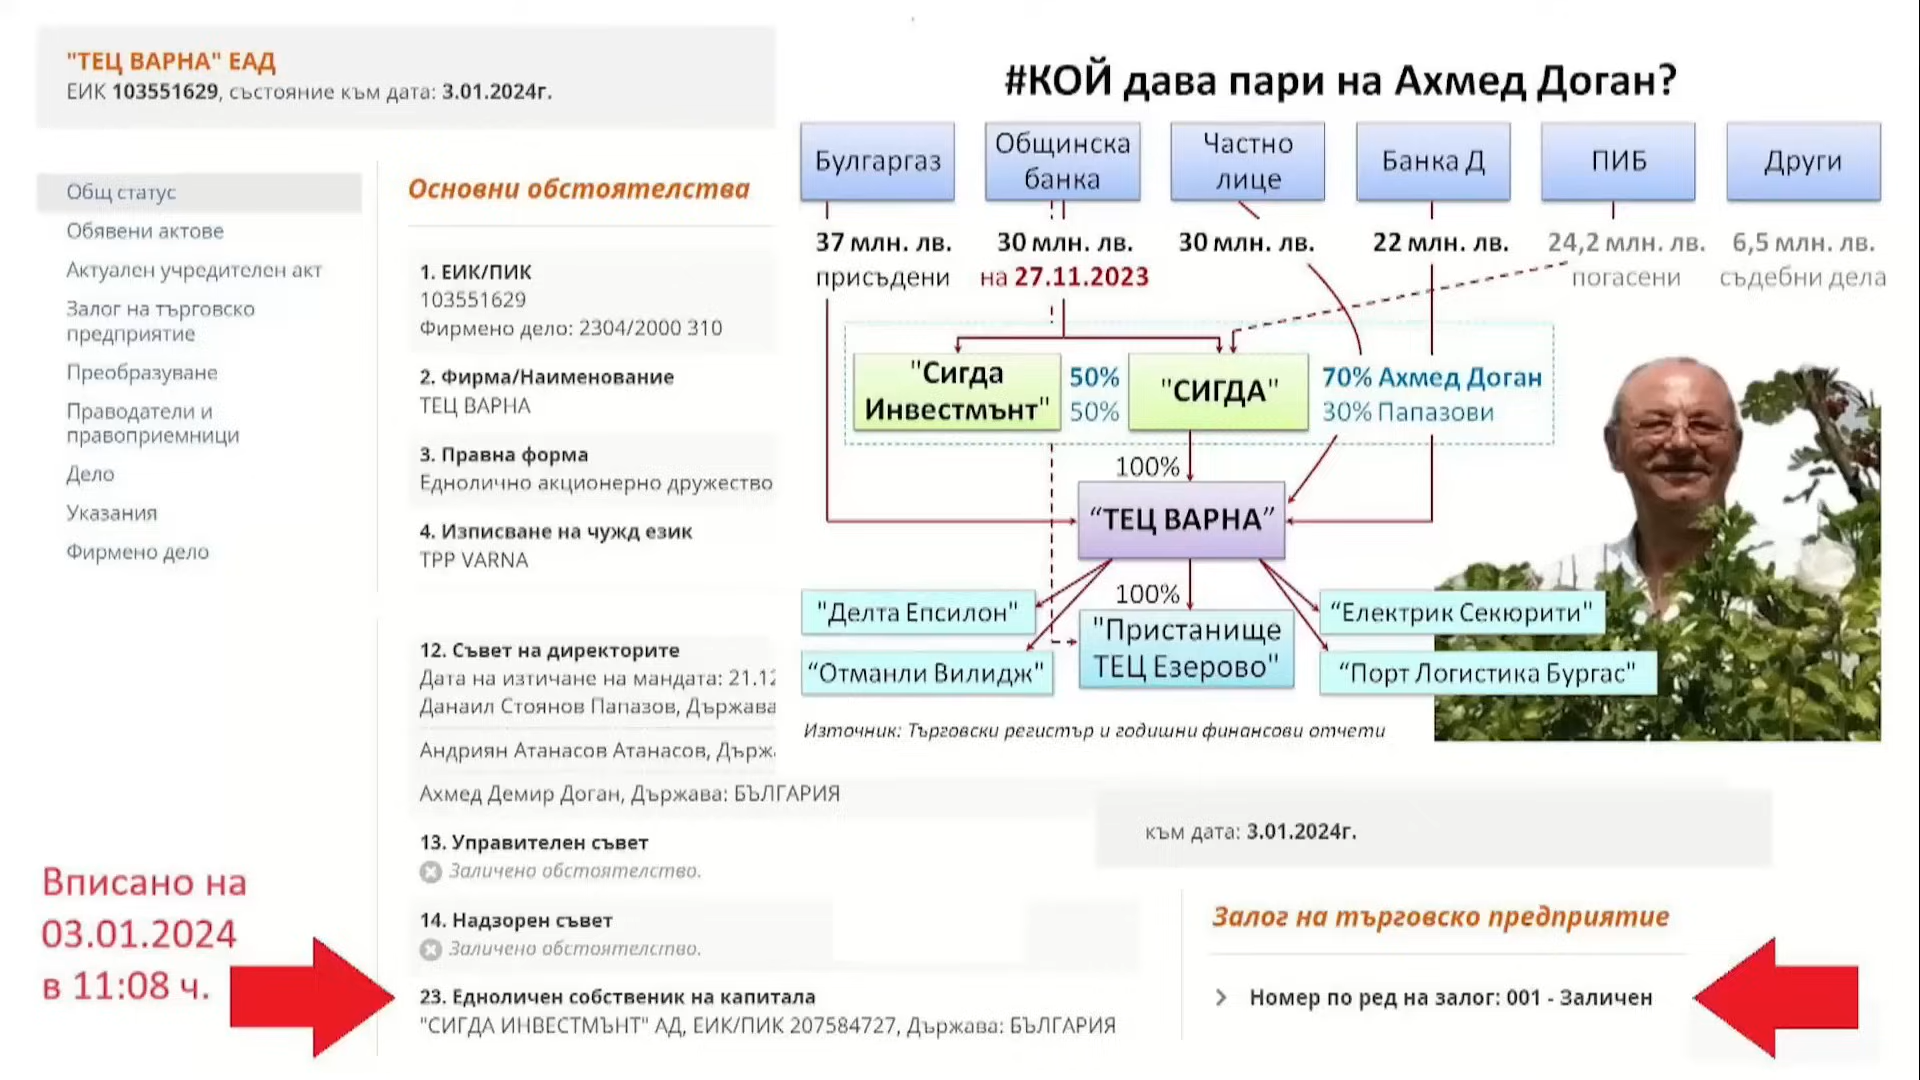 "ТЕЦ ВАРНА" ЕАД
ЕИК 103551629, състояние към дата: 3.01.2024г.
Общ статус
Обявени актове
Актуален учредителен акт
Залог на търговско
предприятие
Преобразуване
Праводатели и
правоприемници
Дело
Указания
Фирмено дело
Основни обстоятелства
1. ЕИК/ПИК
103551629
Фирмено дело: 2304/2000 310
2. Фирма/Наименование
ТЕЦ ВАРНА
3. Правна форма
Еднолично акционерно дружество
4. Изписване на чужд език
TPP VARNA
12. Съвет на директорите
Дата на изтичане на мандата: 21.12
Данаил Стоянов Папазов, Държава
Андриян Атанасов Атанасов, Държ
Ахмед Демир Доган, Държава: БЪЛГАРИЯ
13. Управителен съвет
Заличено обстоятелство.
14. Надзорен съвет
Заличено обстоятелство.
23. Едноличен собственик на капитала
"СИГДА ИНВЕСТМЪНТ" АД, ЕИК/ПИК 207584727, Държава: БЪЛГАРИЯ
Вписано на
03.01.2024
в 11:08 ч.
#КОЙ дава пари на Ахмед Доган?
Булгаргаз
Общинска
банка
Частно
лице
Банка Д
ПИБ
Други
37 млн. лв.
присъдени
30 млн. лв.
на 27.11.2023
30 млн. лв.
22 млн. лв.
24,2 млн. лв.
погасени
6,5 млн. лв.
съдебни дела
"Сигда
Инвестмънт"
50%
50%
"СИГДА"
70% Ахмед Доган
30% Папазови
100%
“ТЕЦ ВАРНА”
100%
"Делта Епсилон"
“Отманли Вилидж"
"Пристанище
ТЕЦ Езерово"
“Електрик Секюрити"
“Порт Логистика Бургас"
Източник: Търговски регистър и годишни финансови отчети
към дата: 3.01.2024г.
Залог на търговско предприятие
Номер по ред на залог: 001 - Заличен